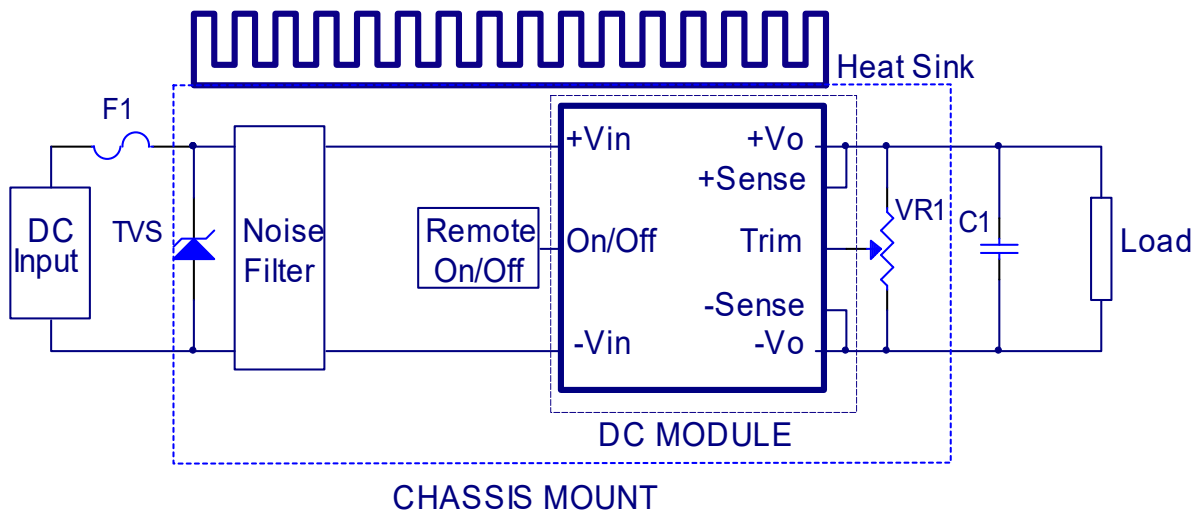 Heat Sink
F1
+Vin
+Vo
+Sense
VR1
DC
Input
TVS
Noise
Filter
Remote
On/Off
On/Off
Trim
C1
Load
-Sense
-Vin
-Vo
DC MODULE
CHASSIS MOUNT